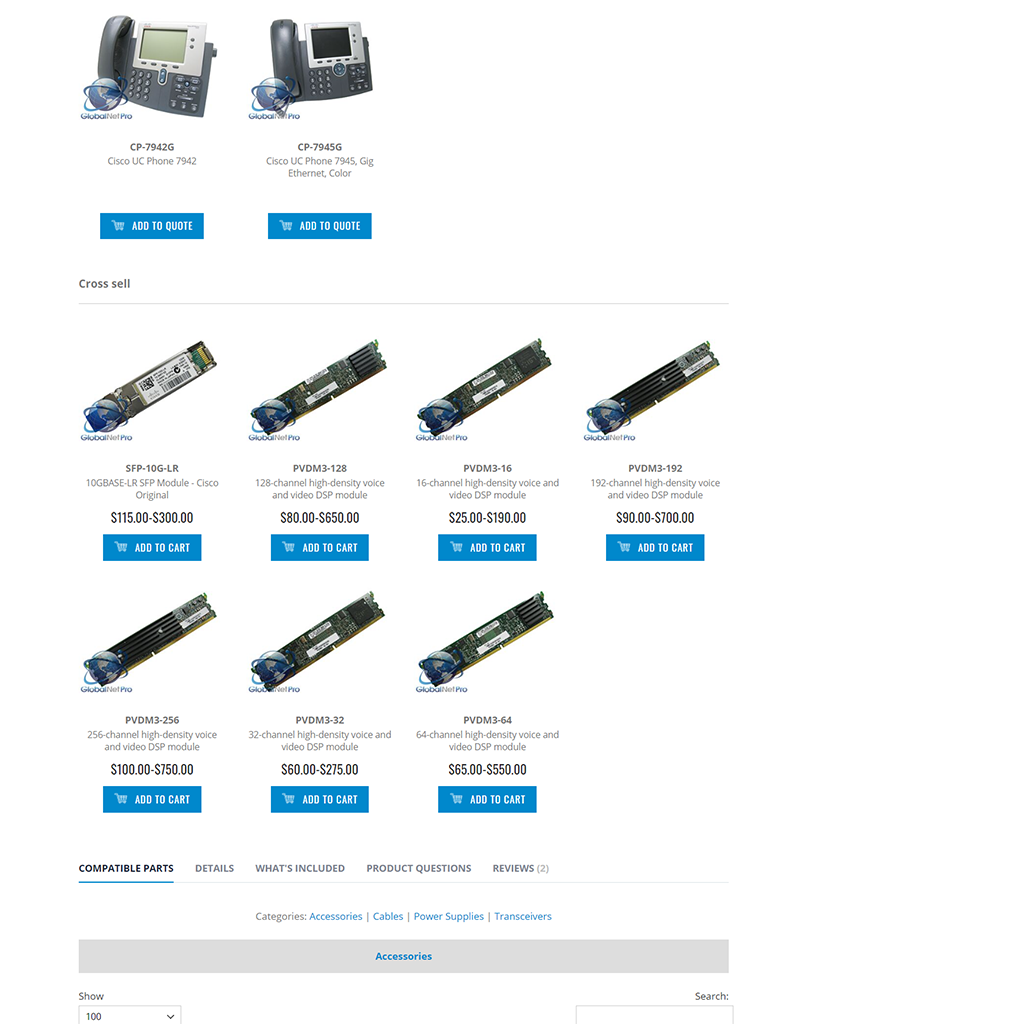 GlobalNetPro
GlobalNetPro
CP-7942G
Cisco UC Phone 7942
CP-7945G
Cisco UC Phone 7945, Gig
Ethernet, Color
ADD TO QUOTE
ADD TO QUOTE
Cross sell
GlobalNetPro
GlobalNetPro
GlobalNetPro
GlobalNetPro
SFP-10G-LR
10GBASE-LR SFP Module - Cisco
Original
$115.00-$300.00
ADD TO CART
PVDM3-128
128-channel high-density voice
and video DSP module
$80.00-$650.00
ADD TO CART
PVDM3-16
16-channel high-density voice and
video DSP module
$25.00-$190.00
ADD TO CART
PVDM3-192
192-channel high-density voice
and video DSP module
$90.00-$700.00
ADD TO CART
GlobalNetPro
GlobalNetPro
GlobalNetPro
PVDM3-256
256-channel high-density voice
and video DSP module
$100.00-$750.00
ADD TO CART
PVDM3-32
32-channel high-density voice and
video DSP module
$60.00-$275.00
ADD TO CART
PVDM3-64
64-channel high-density voice and
video DSP module
$65.00-$550.00
ADD TO CART
COMPATIBLE PARTS DETAILS WHAT'S INCLUDED PRODUCT QUESTIONS REVIEWS (2)
Categories: Accessories | Cables | Power Supplies | Transceivers
Accessories
Show
100
Search: